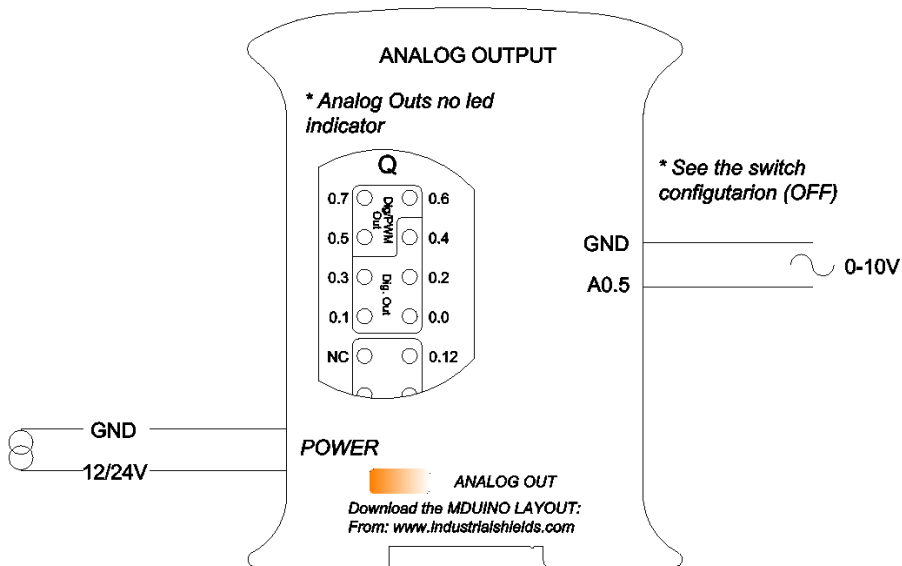 ANALOG OUTPUT
* Analog Outs no led
indicator
Q
0.7
Dig/PWM
Out
0.6
0.5
0.4
0.3
Dig. Out
0.2
0.1
0.0
NC
0.12
* See the switch
configutarion (OFF)
GND
A0.5
0-10V
GND
12/24V
POWER
ANALOG OUT
Download the MDUINO LAYOUT:
From: www.industrialshields.com